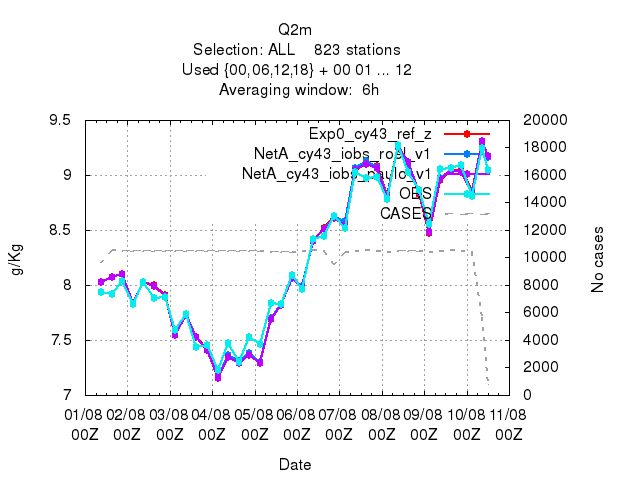 Q2m
Selection: ALL 823 stations
Used {00,06,12,18} + 00 01 ... 12
Averaging window: 6h
9.5
9
8.5
8
7.5
7
g/Kg
20000
18000
16000
14000
12000
10000
8000
6000
4000
2000
0
No cases
Exp0_cy43_ref_z
NetA_cy43_iobs_roel_v1
NetA_cy43_iobs_paulo_v1
OBS
CASES
01/08 02/08 03/08 04/08 05/08 06/08 07/08 08/08 09/08 10/08 11/08
00Z 00Z 00Z 00Z 00Z 00Z 00Z 00Z 00Z 00Z 00Z
Date